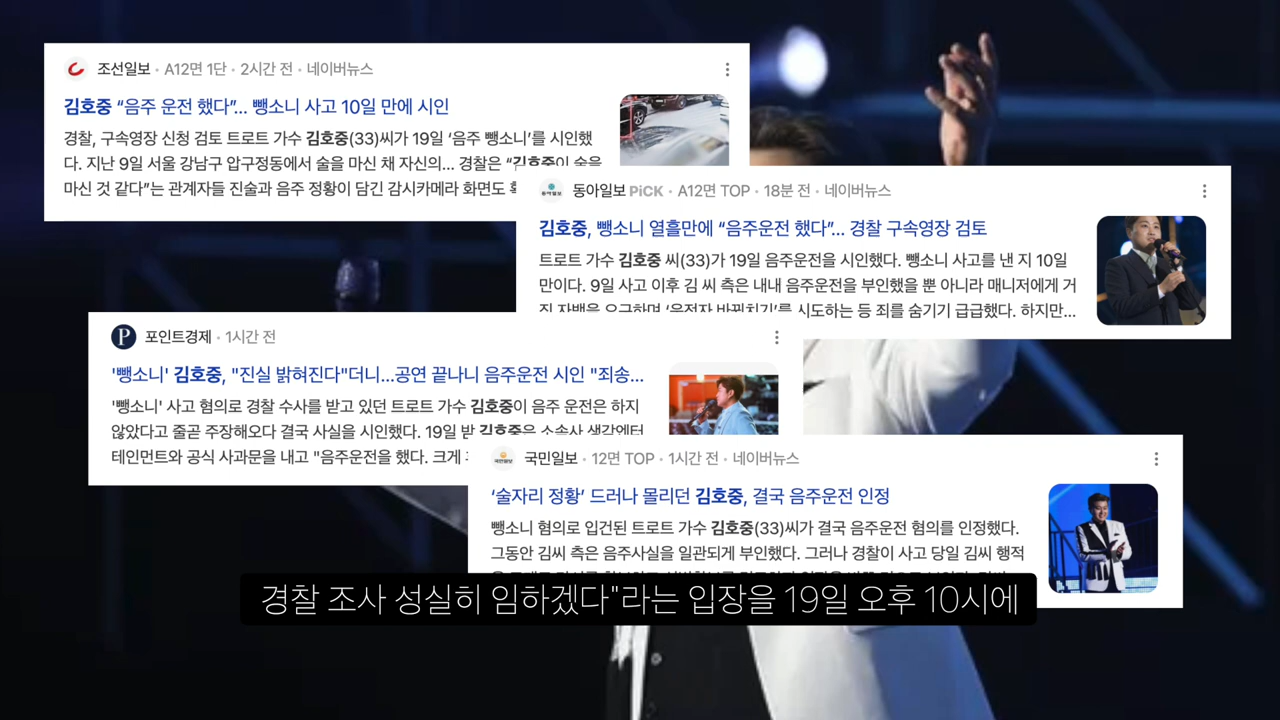 조선일보 · A12면 1단 · 2시간 전 · 네이버뉴스
김호중 “음주 운전 했다”... 뺑소니 사고 10일 만에 시인
경찰, 구속영장 신청 검토 트로트 가수 김호중(33)씨가 19일 ‘음주 뺑소니’를 시인했
다. 지난 9일 서울 강남구 압구정동에서 술을 마신 채 자신의... 경찰은 “김호중이 술을
마신 것 같다”는 관계자들 진술과 음주 정황이 담긴 감시카메라 화면도
동아일보
동아일보 PiCK · A12면 TOP · 18분 전 · 네이버뉴스
김호중, 뺑소니 열흘만에 “음주운전 했다”... 경찰 구속영장 검토
트로트 가수 김호중 씨(33)가 19일 음주운전을 시인했다. 뺑소니 사고를 낸 지 10일
만이다. 9일 사고 이후 김 씨 측은 내내 음주운전을 부인했을 뿐 아니라 매니저에게 거
짓 자백을 요구하며 ‘운전자 바꿔치기’를 시도하는 등 죄를 숨기기 급급했다. 하지만...
P
포인트경제 · 1시간 전
'뺑소니' 김호중, "진실 밝혀진다"더니...공연 끝나니 음주운전 시인 "죄송...
'뺑소니' 사고 혐의로 경찰 수사를 받고 있던 트로트 가수 김호중이 음주 운전은 하지
않았다고 줄곧 주장해오다 결국 사실을 시인했다. 19일 밤 김호중은 소속사 생각엔터
테인먼트와 공식 사과문을 내고 "음주운전을 했다. 크게
국민일보
국민일보 · 12면 TOP · 1시간 전 · 네이버뉴스
‘술자리 정황’ 드러나 몰리던 김호중, 결국 음주운전 인정
뺑소니 혐의로 입건된 트로트 가수 김호중(33)씨가 결국 음주운전 혐의를 인정했다.
그동안 김씨 측은 음주사실을 일관되게 부인했다. 그러나 경찰이 사고 당일 김씨 행적
경찰 조사 성실히 임하겠다"라는 입장을 19일 오후 10시에